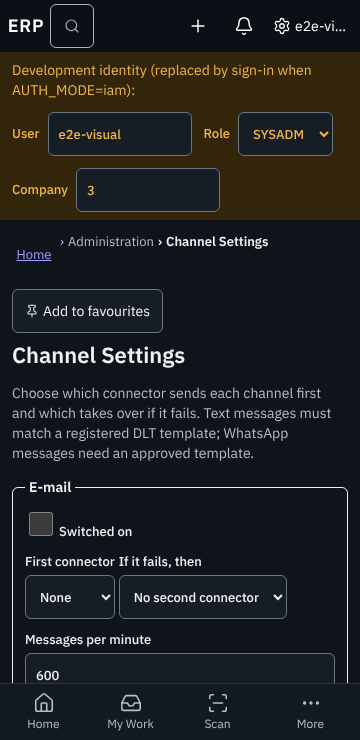 ERP
e2e-vi...
Development identity (replaced by sign-in when
AUTH_MODE=iam):
User e2e-visual Role SYSADM
Company 3
Home › Administration › Channel Settings
Add to favourites
Channel Settings
Choose which connector sends each channel first
and which takes over if it fails. Text messages must
match a registered DLT template; WhatsApp
messages need an approved template.
E-mail
Switched on
First connector If it fails, then
None No second connector
Messages per minute
600
Home My Work Scan More